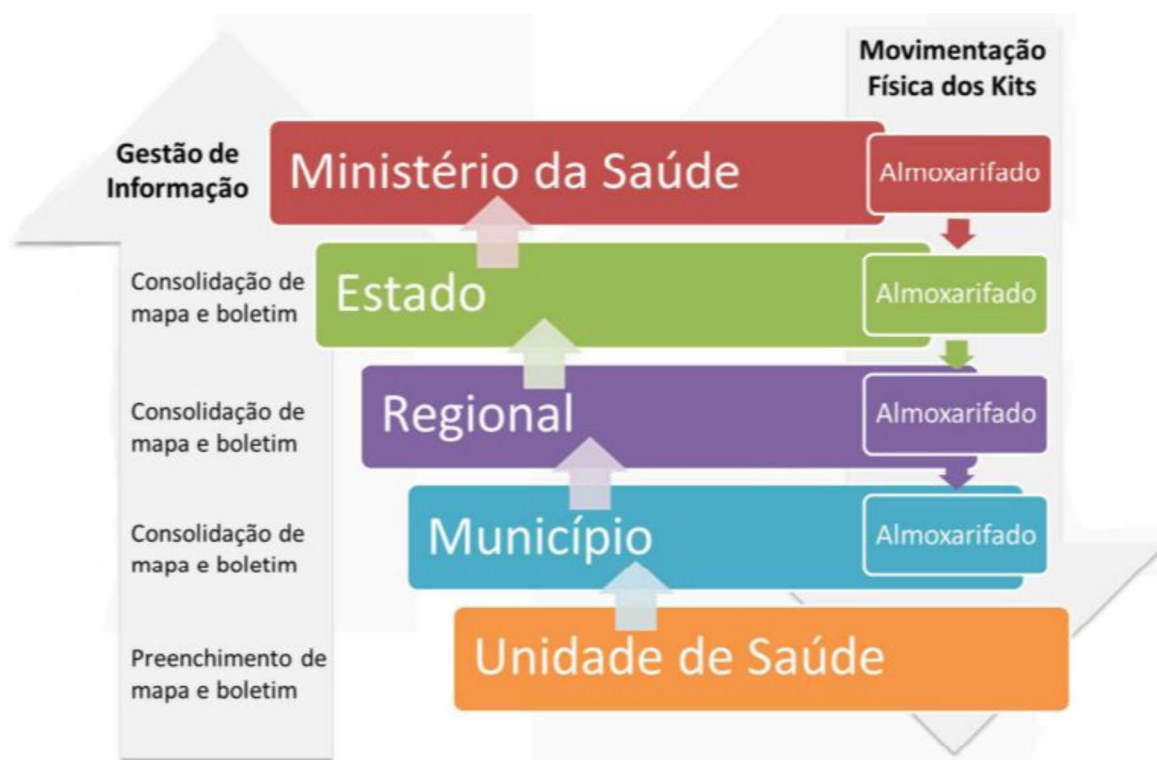 Movimentação
Física dos Kits
Gestão de
Informação
Ministério da Saúde
Almoxarifado
Consolidação de
mapa e boletim
Estado
Almoxarifado
Consolidação de
mapa e boletim
Regional
Almoxarifado
Consolidação de
mapa e boletim
Município
Almoxarifado
Preenchimento de
mapa e boletim
Unidade de Saúde